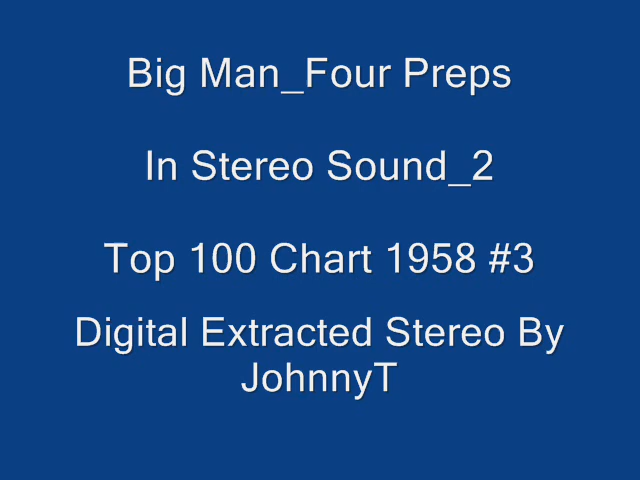 Big Man_Four Preps
In Stereo Sound_2
Top 100 Chart 1958 #3
Digital Extracted Stereo By
JohnnyT